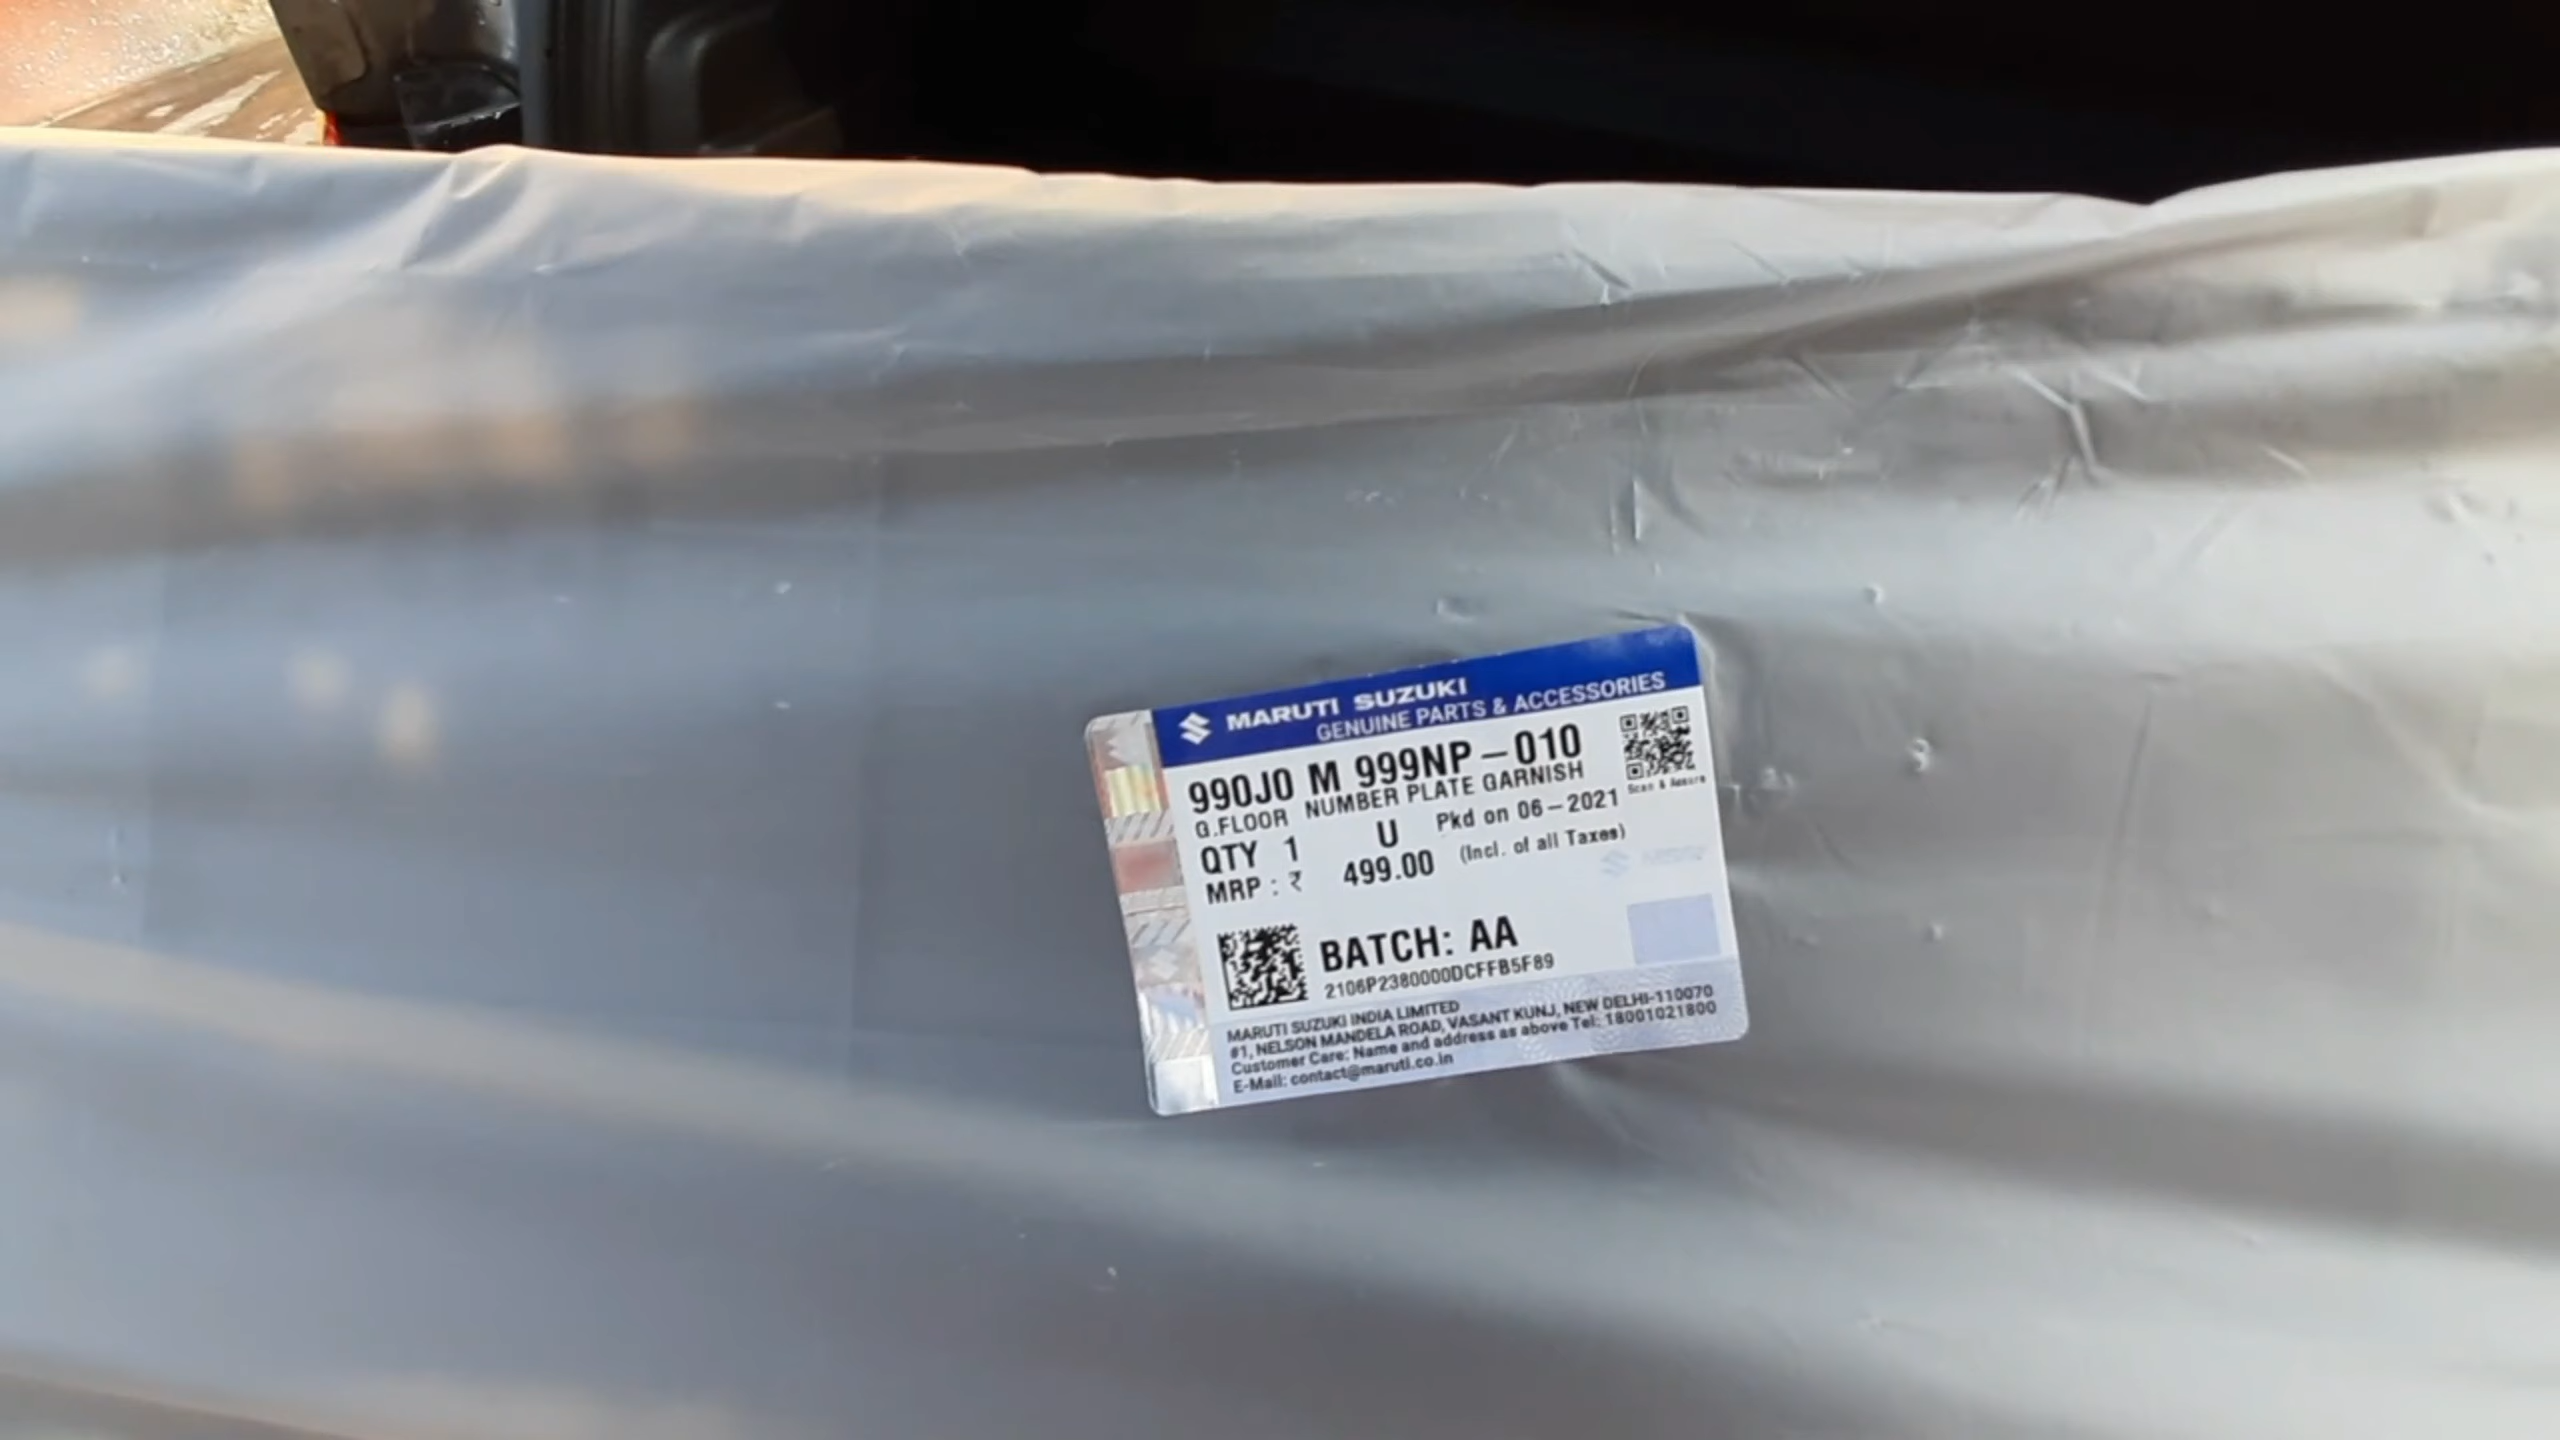 MARUTI SUZUKI
GENUINE PARTS & ACCESSORIES
990J0 M 999NP-010
G.FLOOR NUMBER PLATE GARNISH
Scan & Assure
QTY 1 U Pkd on 06-2021
MRP : ₹ 499.00 (Incl. of all Taxes)
BATCH: AA
2106P2380000DCFFB5F89
MARUTI SUZUKI INDIA LIMITED
#1, NELSON MANDELA ROAD, VASANT KUNJ, NEW DELHI-110070
Customer Care: Name and address as above Tel: 18001021800
E-Mail: contact@maruti.co.in